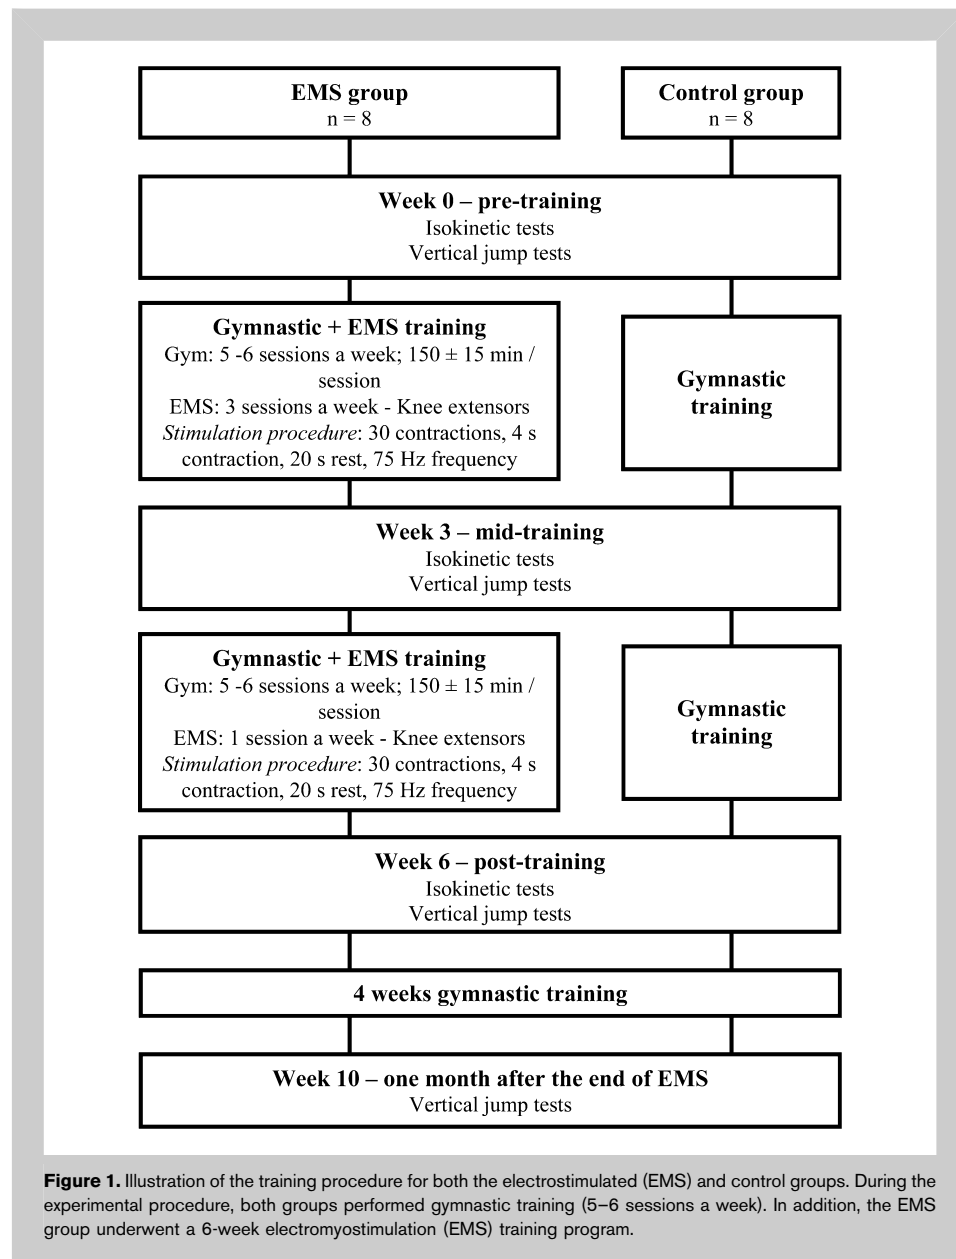 EMS group
n = 8
Control group
n = 8
Week 0 – pre-training
Isokinetic tests
Vertical jump tests
Gymnastic + EMS training
Gym: 5 -6 sessions a week; 150 ± 15 min /
session
EMS: 3 sessions a week - Knee extensors
Stimulation procedure: 30 contractions, 4 s
contraction, 20 s rest, 75 Hz frequency
Gymnastic
training
Week 3 – mid-training
Isokinetic tests
Vertical jump tests
Gymnastic + EMS training
Gym: 5 -6 sessions a week; 150 ± 15 min /
session
EMS: 1 session a week - Knee extensors
Stimulation procedure: 30 contractions, 4 s
contraction, 20 s rest, 75 Hz frequency
Gymnastic
training
Week 6 – post-training
Isokinetic tests
Vertical jump tests
4 weeks gymnastic training
Week 10 – one month after the end of EMS
Vertical jump tests
Figure 1. Illustration of the training procedure for both the electrostimulated (EMS) and control groups. During the
experimental procedure, both groups performed gymnastic training (5–6 sessions a week). In addition, the EMS
group underwent a 6-week electromyostimulation (EMS) training program.